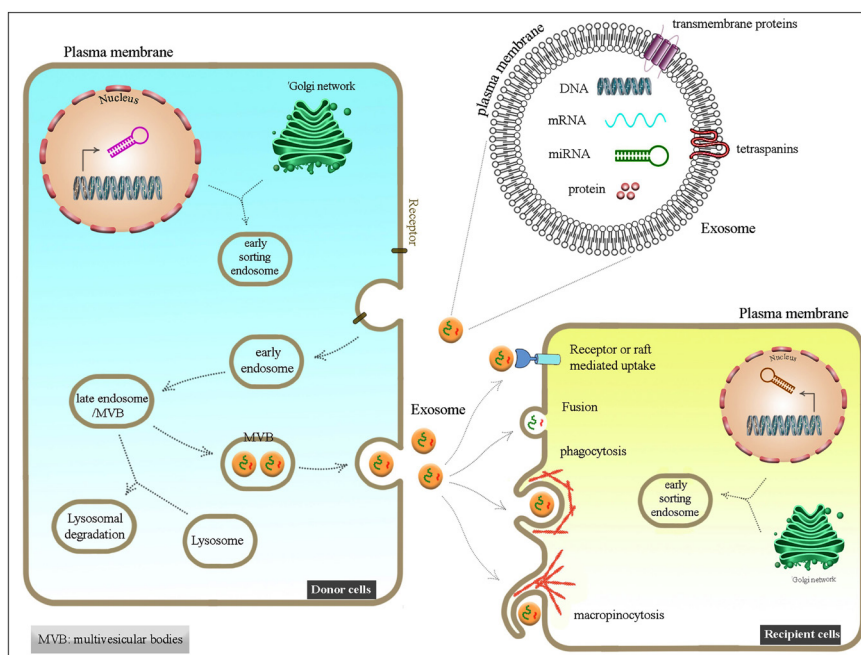 Plasma membrane
Nucleus
'Golgi network
Receptor
early
sorting
endosome
early
endosome
late endosome
/MVB
MVB
Lysosomal
degradation
Lysosome
Donor cells
MVB: multivesicular bodies
plasma membrane
transmembrane proteins
DNA
mRNA
miRNA
protein
tetraspanins
Exosome
Exosome
Plasma membrane
Receptor or raft
mediated uptake
Fusion
phagocytosis
macropinocytosis
Nucleus
early
sorting
endosome
Golgi network
Recipient cells